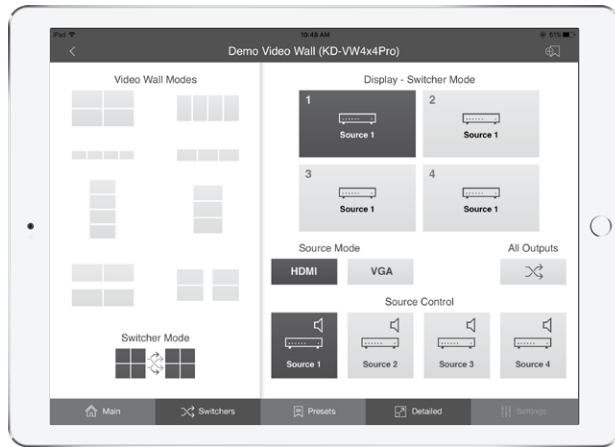 iPad
10:48 AM
51%
Demo Video Wall (KD-VW4x4Pro)
Video Wall Modes
Display - Switcher Mode
1
Source 1
2
Source 1
3
Source 1
4
Source 1
Source Mode
All Outputs
HDMI
VGA
Source Control
Source 1
Source 2
Source 3
Source 4
Switcher Mode
Main
Switchers
Presets
Detailed
Settings